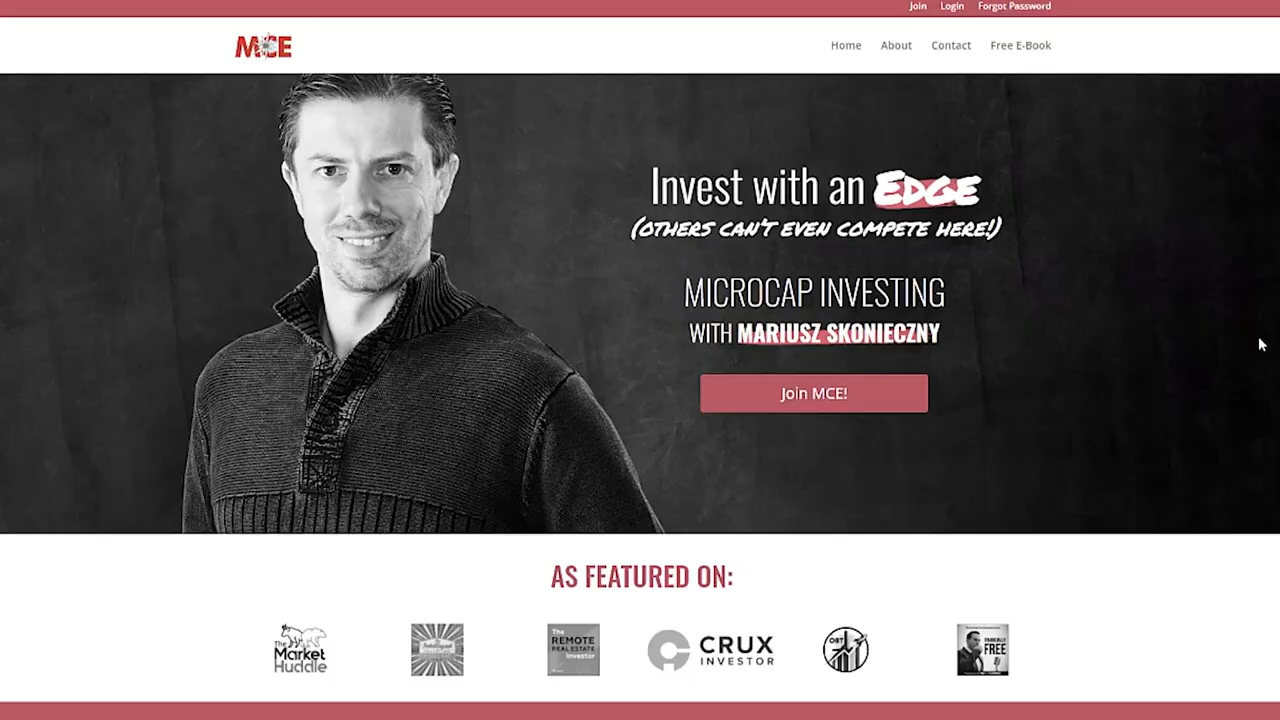 Join Login Forgot Password
MCE
Home About Contact Free E-Book
Invest with an EDGE
(OTHERS CAN'T EVEN COMPETE HERE!)
MICROCAP INVESTING
WITH MARIUSZ SKONIECZNY
Join MCE!
AS FEATURED ON:
The
Market
Huddle
The
REMOTE
REAL ESTATE
Investor
CRUX
INVESTOR
OBT
FREE